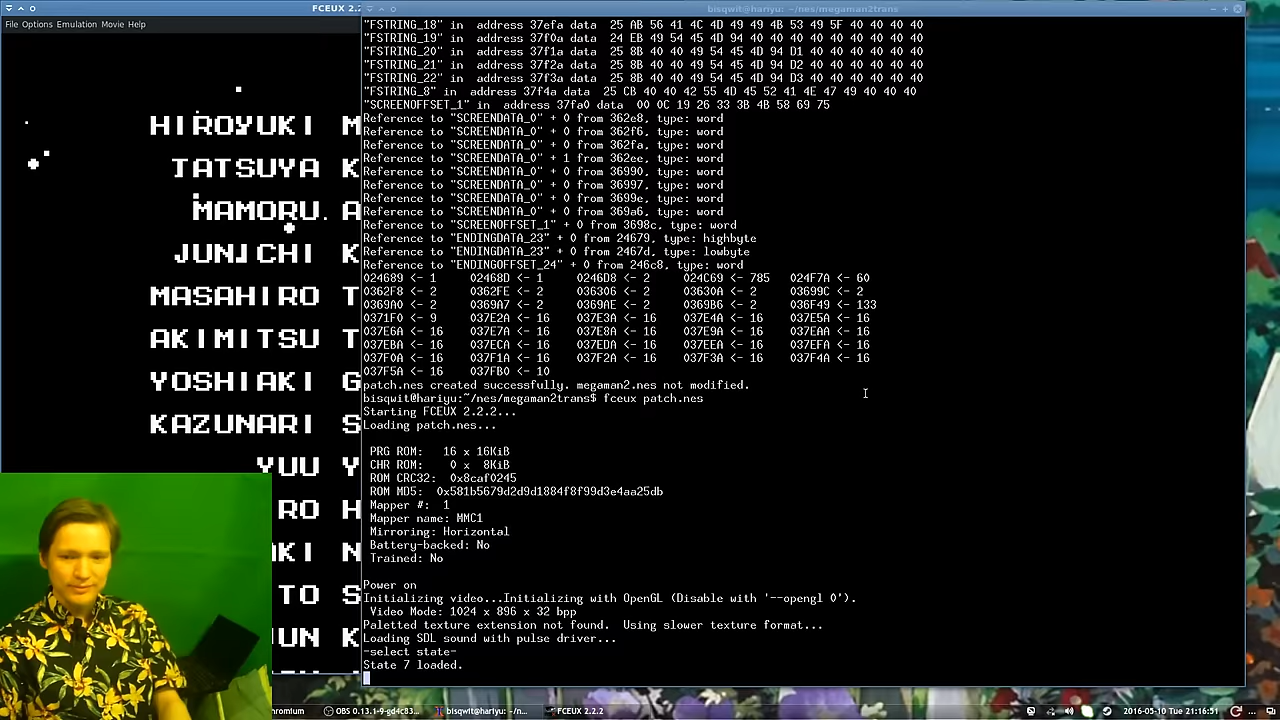 FCEUX 2.2
File Options Emulation Movie Help
HIROYUKI M
TATSUYA K
MAMORU. A
JUNICHI K
MASAHIRO T
AKIMITSU T
YOSHIAKI G
KAZUNARI S
YUU Y
RO H
AKI N
TO S
JUN K
bisqwit@hariyu: ~/nes/megaman2trans
"FSTRING_18" in  address 37efa data  25 AB 56 41 4C 4D 49 49 4B 53 49 5F 40 40 40 40
"FSTRING_19" in  address 37f0a data  24 EB 49 54 45 4D 94 40 40 40 40 40 40 40 40 40
"FSTRING_20" in  address 37f1a data  25 8B 40 40 49 54 45 4D 94 D1 40 40 40 40 40 40
"FSTRING_21" in  address 37f2a data  25 8B 40 40 49 54 45 4D 94 D2 40 40 40 40 40 40
"FSTRING_22" in  address 37f3a data  25 8B 40 40 49 54 45 4D 94 D3 40 40 40 40 40 40
"FSTRING_8" in  address 37f4a data  25 CB 40 40 42 55 4D 45 52 41 4E 47 49 40 40 40
"SCREENOFFSET_1" in  address 37fa0 data  00 0C 19 26 33 3B 4B 58 69 75
Reference to "SCREENDATA_0" + 0 from 362e8, type: word
Reference to "SCREENDATA_0" + 0 from 362f6, type: word
Reference to "SCREENDATA_0" + 0 from 362fa, type: word
Reference to "SCREENDATA_0" + 1 from 362ee, type: word
Reference to "SCREENDATA_0" + 0 from 36990, type: word
Reference to "SCREENDATA_0" + 0 from 36997, type: word
Reference to "SCREENDATA_0" + 0 from 3699e, type: word
Reference to "SCREENDATA_0" + 0 from 369a6, type: word
Reference to "SCREENOFFSET_1" + 0 from 3698c, type: word
Reference to "ENDINGDATA_23" + 0 from 24679, type: highbyte
Reference to "ENDINGDATA_23" + 0 from 2467d, type: lowbyte
Reference to "ENDINGOFFSET_24" + 0 from 246c8, type: word
024689 <- 1     02468D <- 1     0246D8 <- 2     024C69 <- 785   024F7A <- 60
0362F8 <- 2     0362FE <- 2     036306 <- 2     03630A <- 2     03699C <- 2
0369A0 <- 2     0369A7 <- 2     0369AE <- 2     0369B6 <- 2     036F49 <- 133
0371F0 <- 9     037E2A <- 16    037E3A <- 16    037E4A <- 16    037E5A <- 16
037E6A <- 16    037E7A <- 16    037E8A <- 16    037E9A <- 16    037EAA <- 16
037EBA <- 16    037ECA <- 16    037EDA <- 16    037EEA <- 16    037EFA <- 16
037F0A <- 16    037F1A <- 16    037F2A <- 16    037F3A <- 16    037F4A <- 16
037F5A <- 16    037FB0 <- 10
patch.nes created successfully. megaman2.nes not modified.
bisqwit@hariyu:~/nes/megaman2trans$ fceux patch.nes
Starting FCEUX 2.2.2...
Loading patch.nes...
PRG ROM:   16 x 16KiB
CHR ROM:    0 x  8KiB
ROM CRC32:  0x8caf0245
ROM MD5:  0x581b5679d2d9d1884f8f99d3e4aa25db
Mapper #:  1
Mapper name: MMC1
Mirroring: Horizontal
Battery-backed: No
Trained: No
Power on
Initializing video...Initializing with OpenGL (Disable with '--opengl 0').
Video Mode: 1024 x 896 x 32 bpp
Paletted texture extension not found.  Using slower texture format...
Loading SDL sound with pulse driver...
-select state-
State 7 loaded.
hromium
OBS 0.13.1-9-gd4c83...
bisqwit@hariyu: ~/n...
FCEUX 2.2.2
2016-05-10 Tue 21:16:51